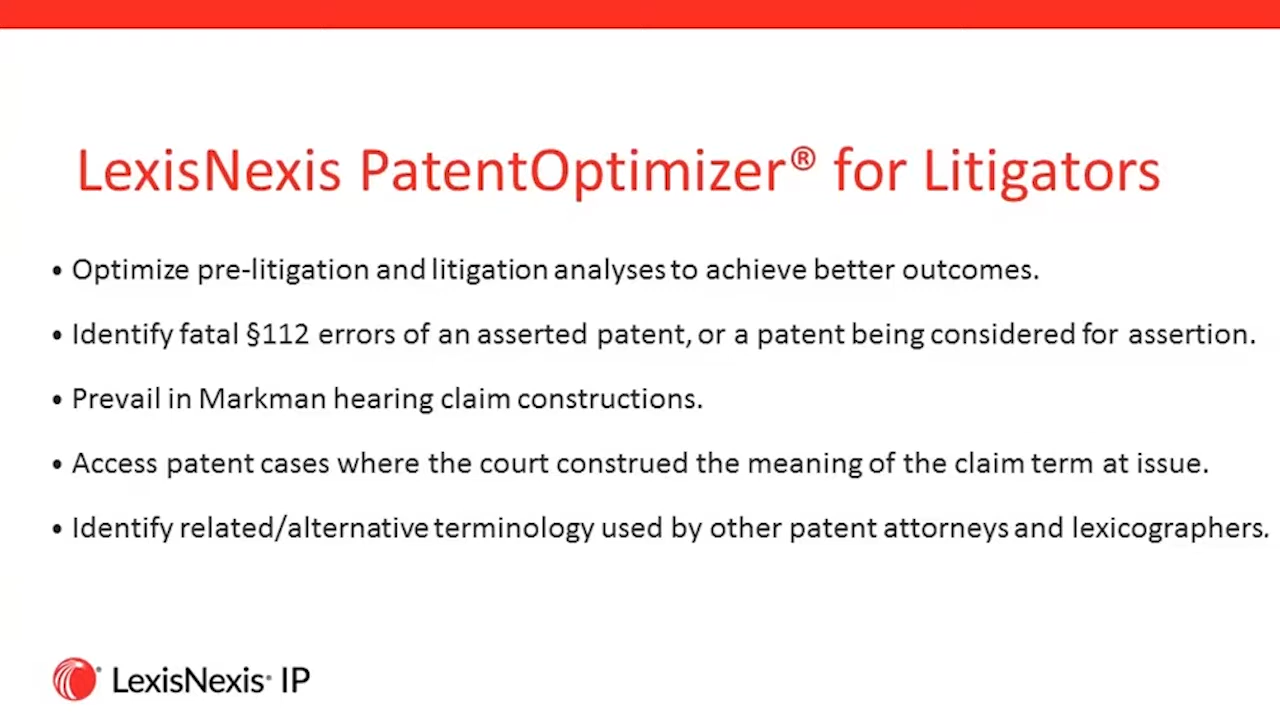 LexisNexis PatentOptimizer® for Litigators
• Optimize pre-litigation and litigation analyses to achieve better outcomes.
• Identify fatal §112 errors of an asserted patent, or a patent being considered for assertion.
• Prevail in Markman hearing claim constructions.
• Access patent cases where the court construed the meaning of the claim term at issue.
• Identify related/alternative terminology used by other patent attorneys and lexicographers.
LexisNexis® IP